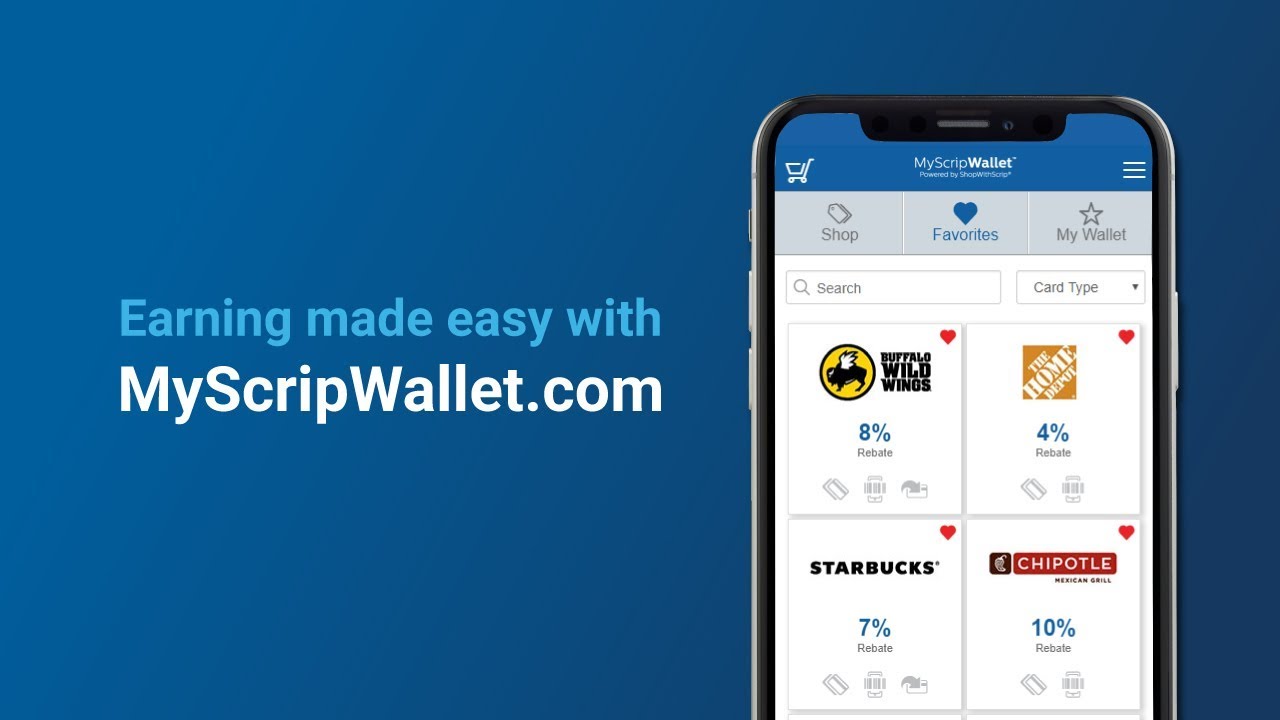 Earning made easy with
MyScripWallet.com
MyScripWallet™
Powered by ShopWithScrip®
Shop
Favorites
My Wallet
Search
Card Type
BUFFALO
WILD
WINGS
8%
Rebate
THE
HOME
DEPOT
4%
Rebate
STARBUCKS®
7%
Rebate
CHIPOTLE
MEXICAN GRILL
10%
Rebate